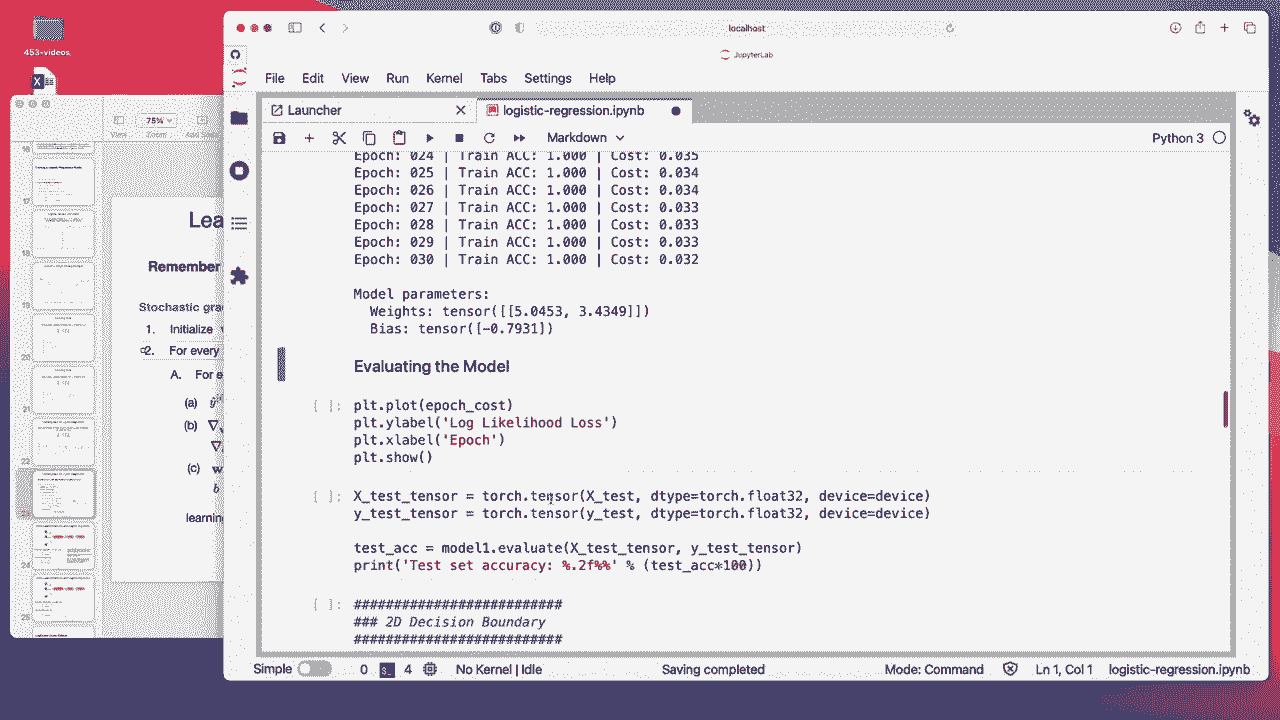 453-videos
75%
View
Zoom
Add
17
18
19
20
21
22
24
25
Lea
Remember
Stochastic gra
1. Initialize
2. For every
A. For e
(a)
(b)
(c)
learning
localhost
JupyterLab
File Edit View Run Kernel Tabs Settings Help
Launcher
logistic-regression.ipynb
Markdown
Python 3
Epoch: 024 | Train ACC: 1.000 | Cost: 0.035
Epoch: 025 | Train ACC: 1.000 | Cost: 0.034
Epoch: 026 | Train ACC: 1.000 | Cost: 0.034
Epoch: 027 | Train ACC: 1.000 | Cost: 0.033
Epoch: 028 | Train ACC: 1.000 | Cost: 0.033
Epoch: 029 | Train ACC: 1.000 | Cost: 0.033
Epoch: 030 | Train ACC: 1.000 | Cost: 0.032
Model parameters:
Weights: tensor([[5.0453, 3.4349]])
Bias: tensor([-0.7931])
Evaluating the Model
[ ]: plt.plot(epoch_cost)
plt.ylabel('Log Likelihood Loss')
plt.xlabel('Epoch')
plt.show()
[ ]: X_test_tensor = torch.tensor(X_test, dtype=torch.float32, device=device)
y_test_tensor = torch.tensor(y_test, dtype=torch.float32, device=device)
test_acc = model1.evaluate(X_test_tensor, y_test_tensor)
print('Test set accuracy: %.2f%%' % (test_acc*100))
[ ]: ##########################
### 2D Decision Boundary
##########################
Simple 0 4 No Kernel | Idle Saving completed Mode: Command Ln 1, Col 1 logistic-regression.ipynb